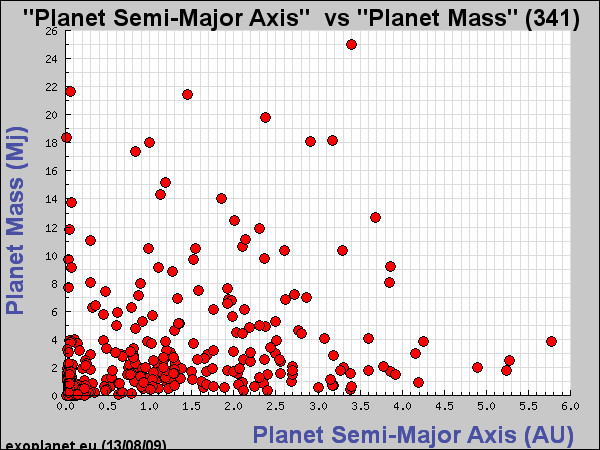 "Planet Semi-Major Axis" vs "Planet Mass" (341)
26
24
22
20
18
16
14
12
10
8
6
4
2
0
Planet Mass (Mj)
0.0 0.5 1.0 1.5 2.0 2.5 3.0 3.5 4.0 4.5 5.0 5.5 6.0
Planet Semi-Major Axis (AU)
exoplanet.eu (13/08/09)